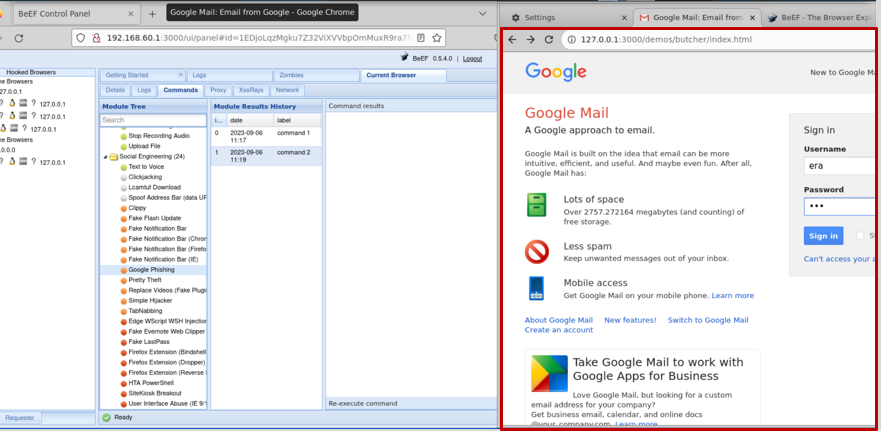 BeEF Control Panel
Google Mail: Email from Google - Google Chrome
192.168.60.1:3000/ui/panel#id=1EDjoLqzMgku7Z32ViXVVbpOmMuxR9ra7
BeEF 0.5.4.0 | Logout
Hooked Browsers
ne Browsers
27.0.0.1
? 127.0.0.1
? 127.0.0.1
? 127.0.0.1
ne Browsers
0.0.0
? 127.0.0.1
Requester
Getting Started
Logs
Zombies
Current Browser
Details
Logs
Commands
Proxy
XssRays
Network
Module Tree
Search
Stop Recording Audio
Upload File
Social Engineering (24)
Text to Voice
Clickjacking
Lcamtuf Download
Spoof Address Bar (data UF
Clippy
Fake Flash Update
Fake Notification Bar
Fake Notification Bar (Chror
Fake Notification Bar (Firefo
Fake Notification Bar (IE)
Google Phishing
Pretty Theft
Replace Videos (Fake Plugi
Simple Hijacker
TabNabbing
Edge WScript WSH Injection
Fake Evernote Web Clipper
Fake LastPass
Firefox Extension (Bindshell
Firefox Extension (Dropper)
Firefox Extension (Reverse
HTA PowerShell
SiteKiosk Breakout
User Interface Abuse (IE 9/
Module Results History
i... date label
0 2023-09-06 11:17 command 1
1 2023-09-06 11:19 command 2
Command results
Re-execute command
Ready
Settings
Google Mail: Email from
BeEF - The Browser Expl
127.0.0.1:3000/demos/butcher/index.html
Google
New to Google Ma
Google Mail
A Google approach to email.
Google Mail is built on the idea that email can be more
intuitive, efficient, and useful. And maybe even fun. After all,
Google Mail has:
Lots of space
Over 2757.272164 megabytes (and counting) of
free storage.
Less spam
Keep unwanted messages out of your inbox.
Mobile access
Get Google Mail on your mobile phone. Learn more
About Google Mail New features! Switch to Google Mail
Create an account
Take Google Mail to work with
Google Apps for Business
Love Google Mail, but looking for a custom
email address for your company?
Get business email, calendar, and online docs
@your_company.com. Learn more
Sign in
Username
era
Password
•••
Sign in
S
Can't access your a